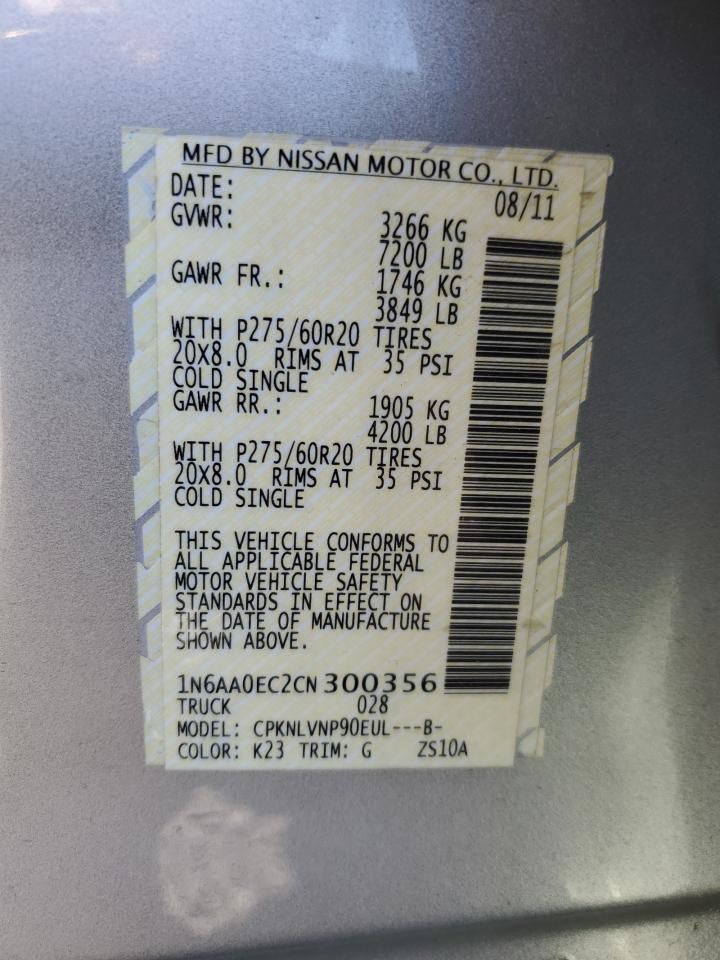 MFD BY NISSAN MOTOR CO., LTD.
DATE: 08/11
GVWR: 3266 KG
7200 LB
GAWR FR.: 1746 KG
3849 LB
WITH P275/60R20 TIRES
20X8.0 RIMS AT 35 PSI
COLD SINGLE
GAWR RR.: 1905 KG
4200 LB
WITH P275/60R20 TIRES
20X8.0 RIMS AT 35 PSI
COLD SINGLE
THIS VEHICLE CONFORMS TO
ALL APPLICABLE FEDERAL
MOTOR VEHICLE SAFETY
STANDARDS IN EFFECT ON
THE DATE OF MANUFACTURE
SHOWN ABOVE.
1N6AA0EC2CN300356
TRUCK 028
MODEL: CPKNLVNP90EUL---B-
COLOR: K23 TRIM: G ZS10A